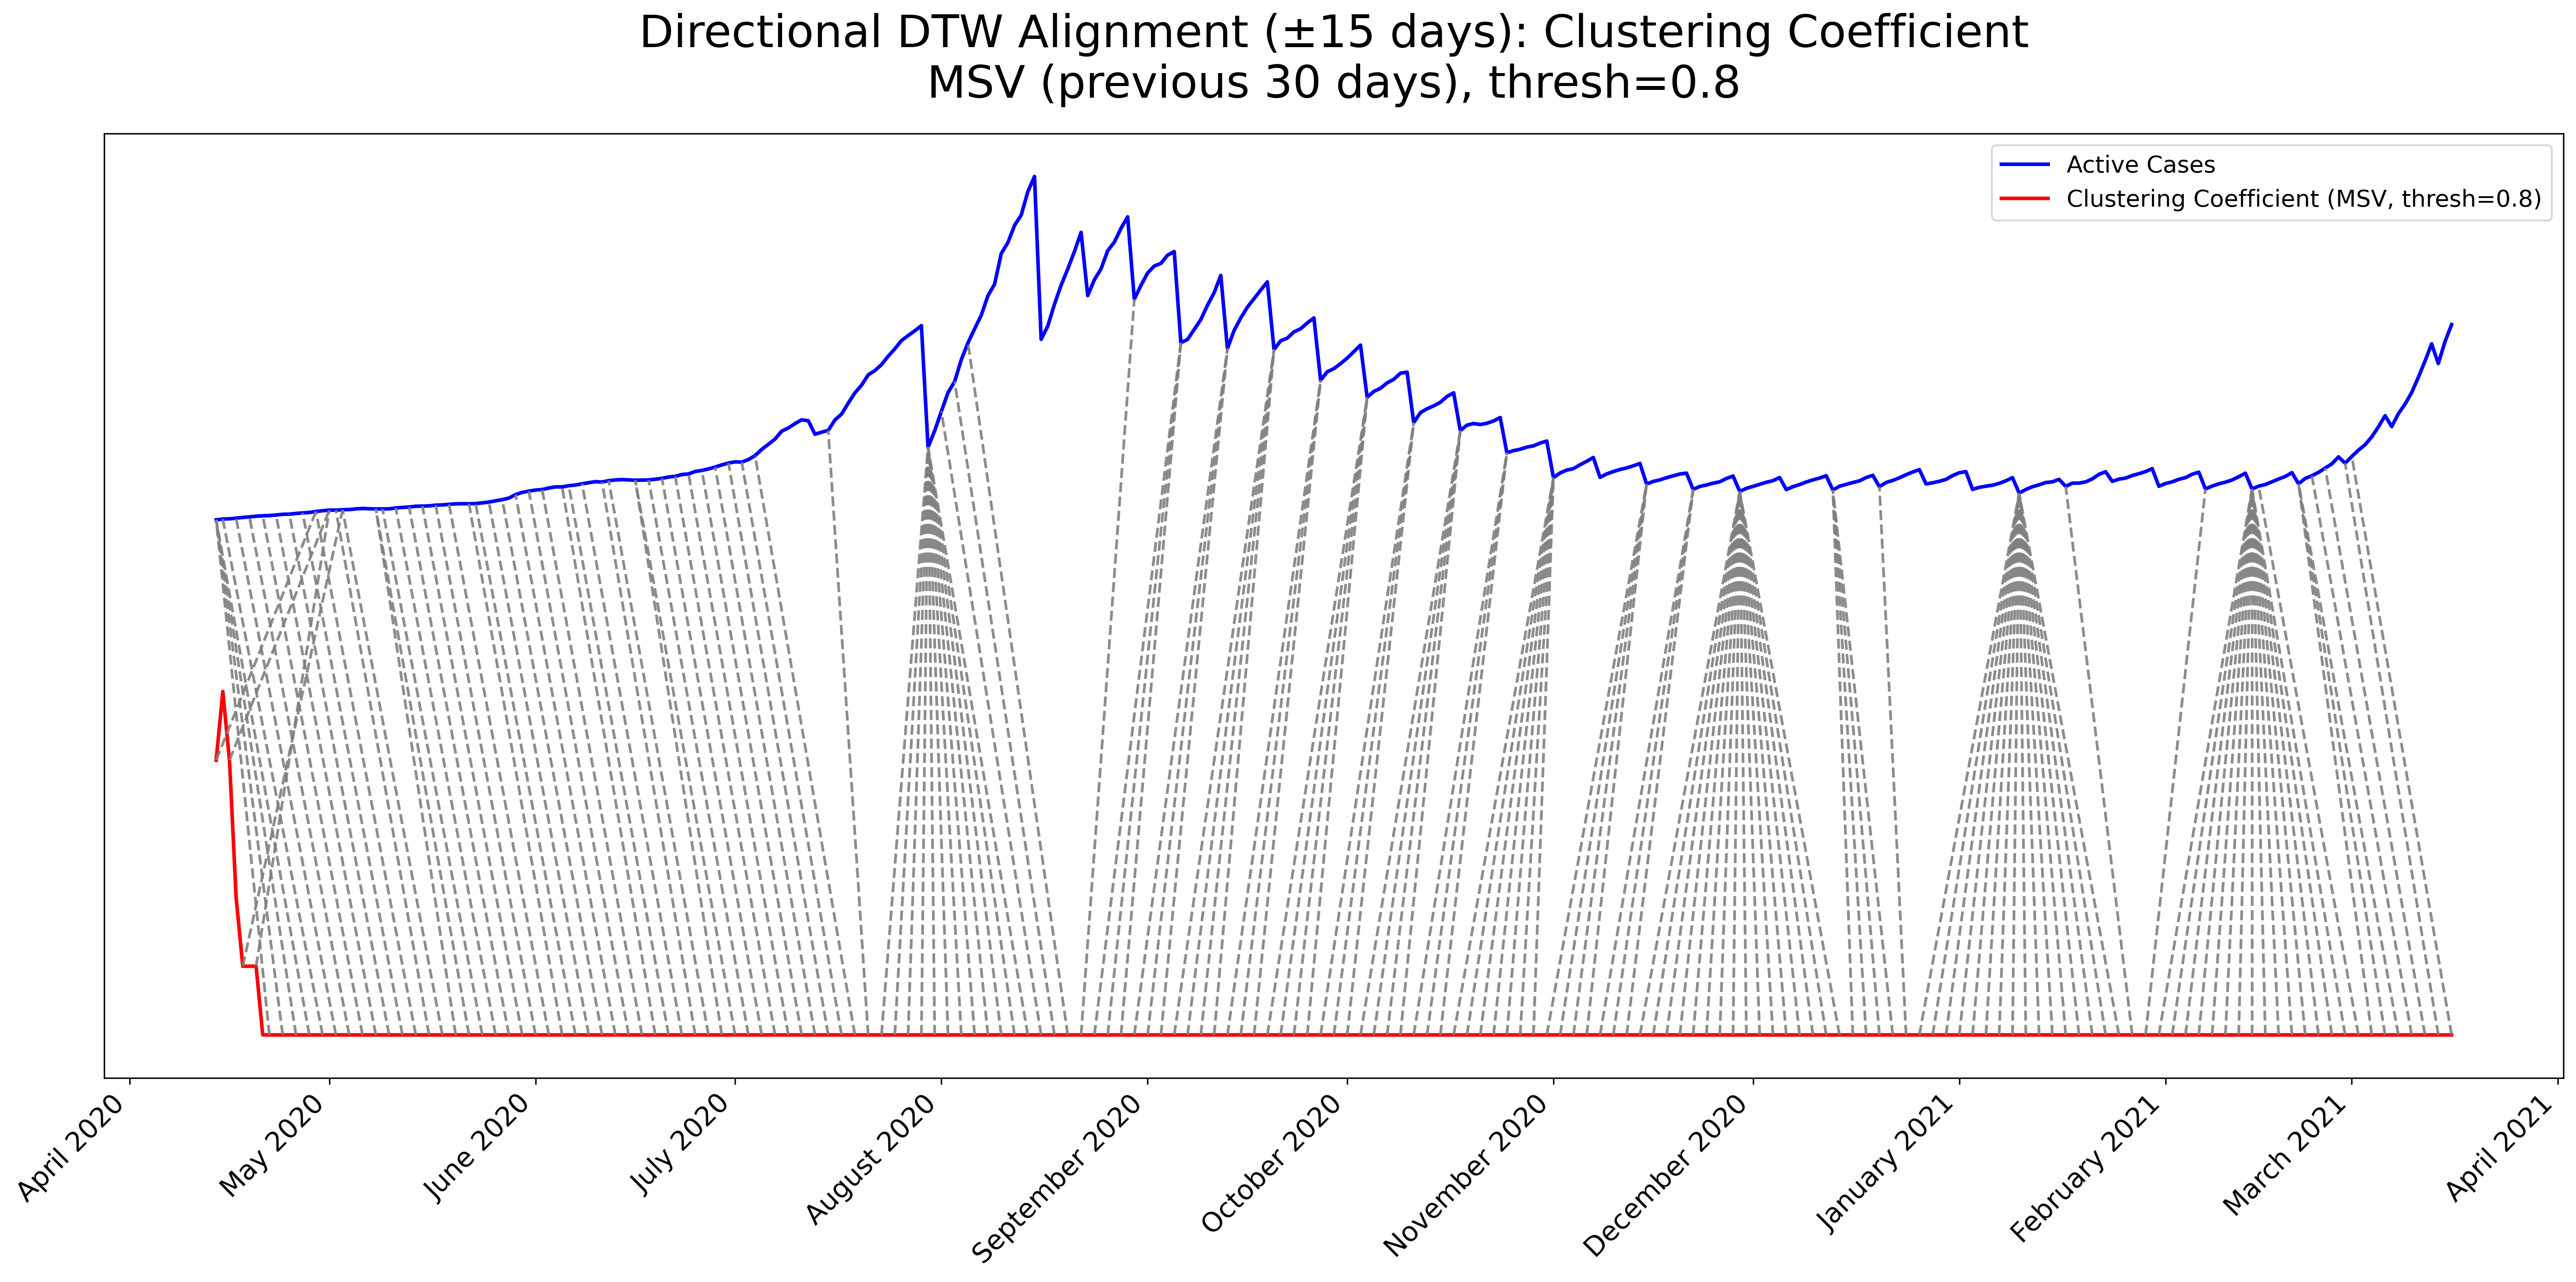 Directional DTW Alignment (±15 days): Clustering Coefficient
MSV (previous 30 days), thresh=0.8
Active Cases
Clustering Coefficient (MSV, thresh=0.8)
April 2020
May 2020
June 2020
July 2020
August 2020
September 2020
October 2020
November 2020
December 2020
January 2021
February 2021
March 2021
April 2021